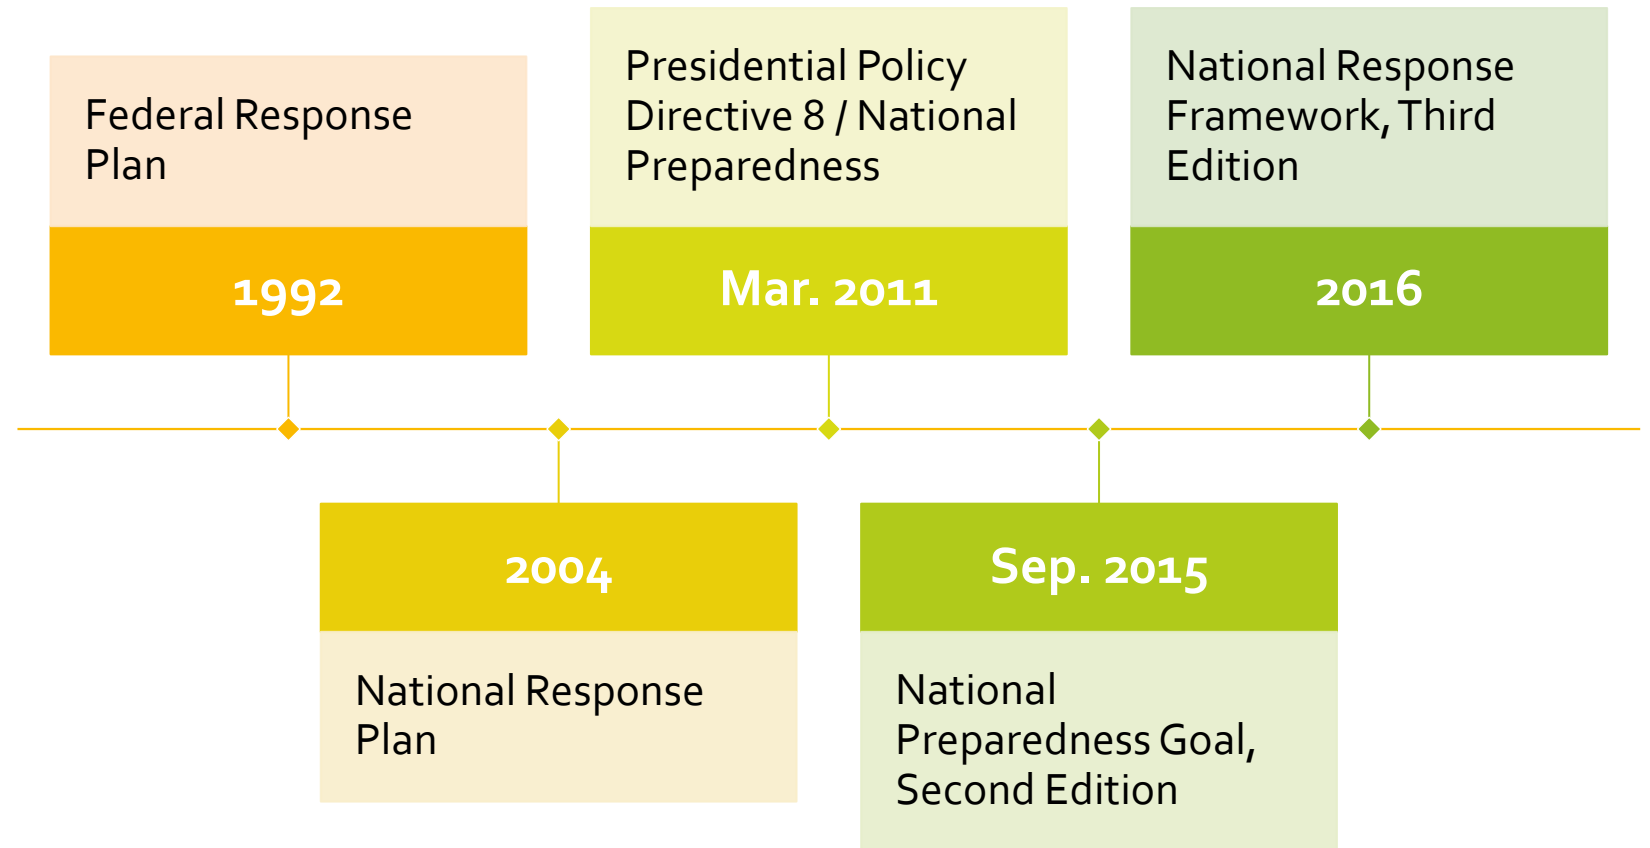 Federal Response
Plan
1992
2004
National Response
Plan
Presidential Policy
Directive 8 / National
Preparedness
Mar. 2011
Sep. 2015
National
Preparedness Goal,
Second Edition
National Response
Framework, Third
Edition
2016